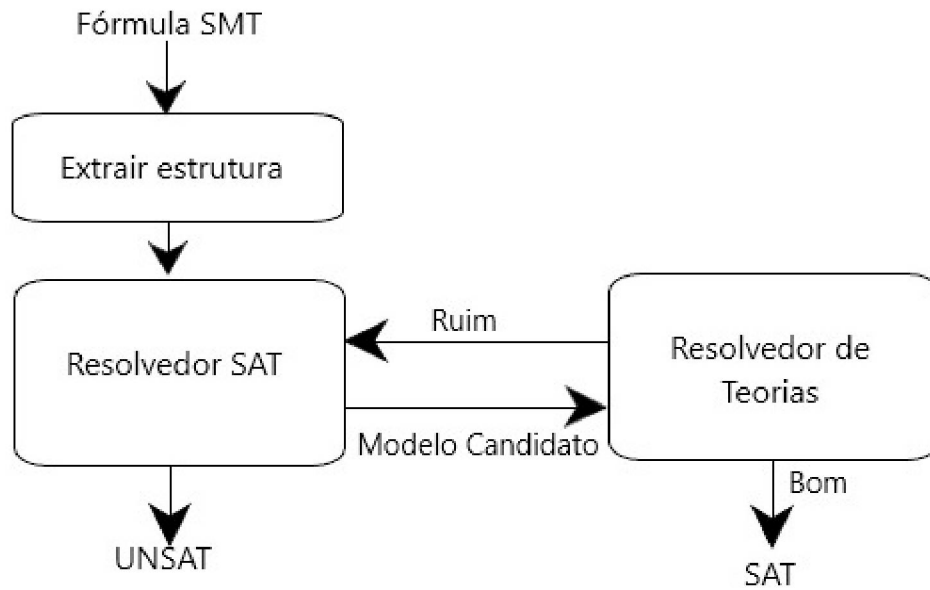 Fórmula SMT
Extrair estrutura
Resolvedor SAT
Ruim
Modelo Candidato
Resolvedor de
Teorias
Bom
UNSAT
SAT